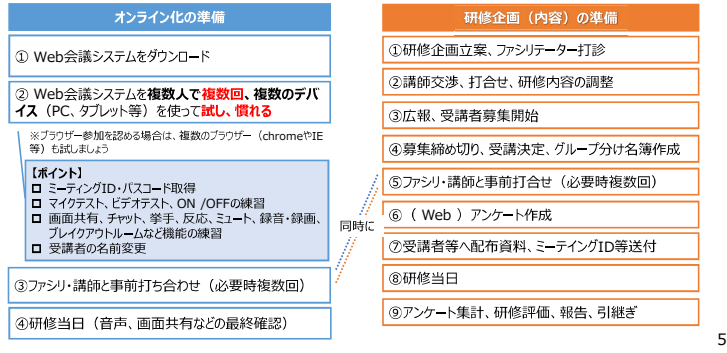 オンライン化の準備
① Web会議システムをダウンロード
② Web会議システムを複数人で複数回、複数のデバ
イス（PC、タブレット等）を使って試し、慣れる
※ブラウザー参加を認める場合は、複数のブラウザー（chromeやIE
等）も試しましょう
【ポイント】
□ ミーティングID・パスコード取得
□ マイクテスト、ビデオテスト、ON /OFFの練習
□ 画面共有、チャット、挙手、反応、ミュート、録音・録画、
ブレイクアウトルームなど機能の練習
□ 受講者の名前変更
③ファシリ・講師と事前打ち合わせ（必要時複数回）
④研修当日（音声、画面共有などの最終確認）
同時に
研修企画（内容）の準備
①研修企画立案、ファシリテーター打診
②講師交渉、打合せ、研修内容の調整
③広報、受講者募集開始
④募集締め切り、受講決定、グループ分け名簿作成
⑤ファシリ・講師と事前打合せ（必要時複数回）
⑥（ Web ）アンケート作成
⑦受講者等へ配布資料、ミーテイングID等送付
⑧研修当日
⑨アンケート集計、研修評価、報告、引継ぎ
5